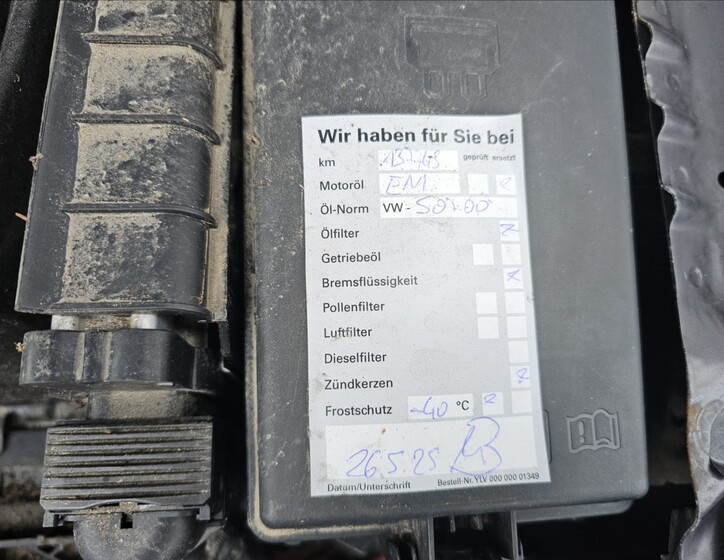 Wir haben für Sie bei
km geprüft ersetzt
Motoröl
Öl-Norm VW - 50700
Ölfilter x
Getriebeöl
Bremsflüssigkeit x
Pollenfilter
Luftfilter
Dieselfilter
Zündkerzen
Frostschutz -40 °C
26.5.25
Datum/Unterschrift Bestell-Nr. YLV 000 000 01349